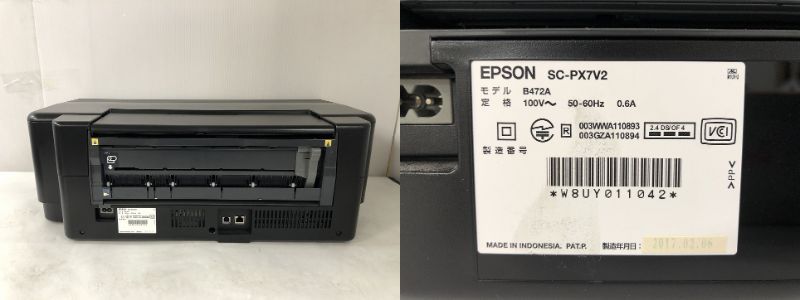 EPSON SC-PX7V2
モデル B472A
定格 100V～ 50-60Hz 0.6A
R 003WWA110893 2.4 DS/OF 4 VCI
003GZA110894
製造番号
*W8UY011042*
>PP<
MADE IN INDONESIA. PAT.P. 製造年月日: 2017.02.06